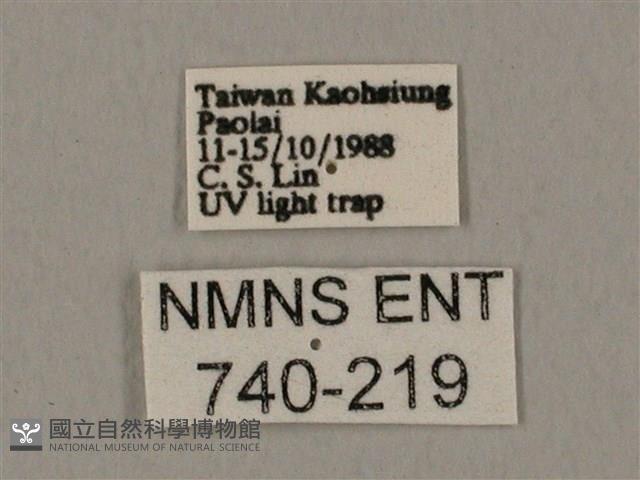 Taiwan Kaohsiung
Paolai
11-15/10/1988
C. S. Lin
UV light trap
NMNS ENT
740-219
國立自然科學博物館
NATIONAL MUSEUM OF NATURAL SCIENCE